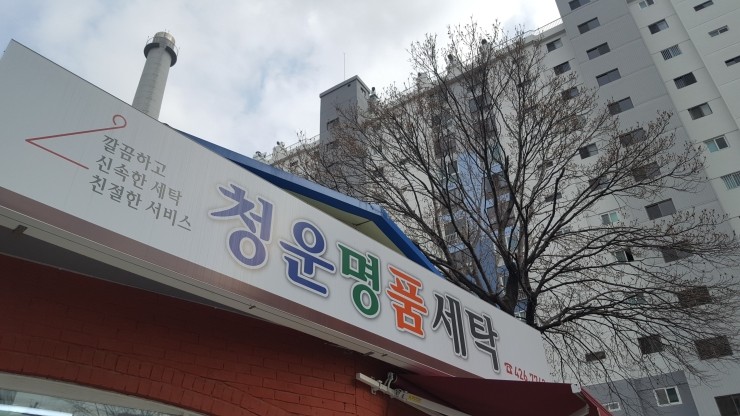 깔끔하고
신속한 세탁
친절한 서비스
청운명품세탁
☎426